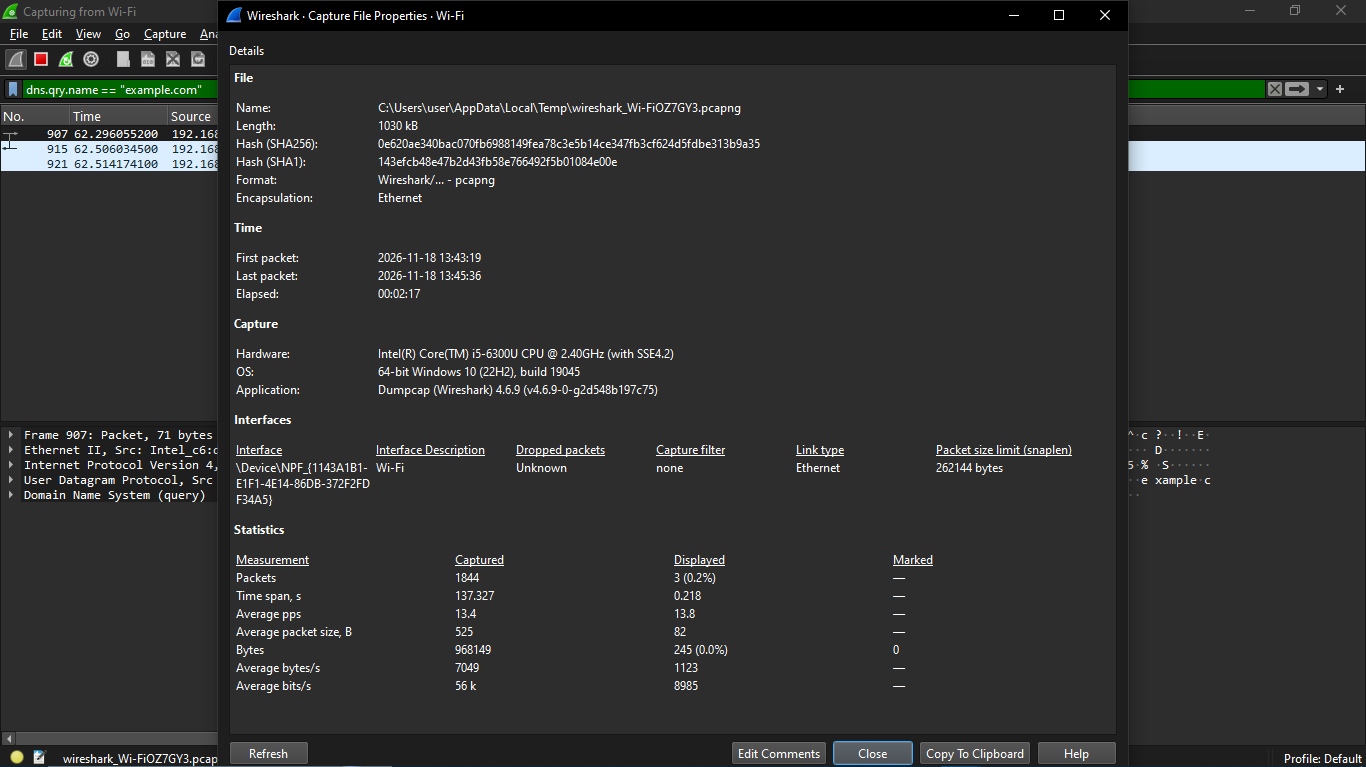 Capturing from Wi-Fi
Wireshark · Capture File Properties · Wi-Fi
File Edit View Go Capture
Details
dns.qry.name == "example.com"
No. Time Source
907 62.296055200 192.168
915 62.506034500 192.168
921 62.514174100 192.168
File
Name: C:\Users\user\AppData\Local\Temp\wireshark_Wi-FiOZ7GY3.pcapng
Length: 1030 kB
Hash (SHA256): 0e620ae340bac070fb6988149fea78c3e5b14ce347fb3cf624d5fdbe313b9a35
Hash (SHA1): 143efcb48e47b2d43fb58e766492f5b01084e00e
Format: Wireshark/... - pcapng
Encapsulation: Ethernet
Time
First packet: 2026-11-18 13:43:19
Last packet: 2026-11-18 13:45:36
Elapsed: 00:02:17
Capture
Hardware: Intel(R) Core(TM) i5-6300U CPU @ 2.40GHz (with SSE4.2)
OS: 64-bit Windows 10 (22H2), build 19045
Application: Dumpcap (Wireshark) 4.6.9 (v4.6.9-0-g2d548b197c75)
Interfaces
Interface Interface Description Dropped packets Capture filter Link type Packet size limit (snaplen)
\Device\NPF_{1143A1B1- Wi-Fi Unknown none Ethernet 262144 bytes
E1F1-4E14-86DB-372F2FD
F34A5}
Statistics
Measurement Captured Displayed Marked
Packets 1844 3 (0.2%) —
Time span, s 137.327 0.218 —
Average pps 13.4 13.8 —
Average packet size, B 525 82 —
Bytes 968149 245 (0.0%) 0
Average bytes/s 7049 1123 —
Average bits/s 56 k 8985 —
Frame 907: Packet, 71 bytes
Ethernet II, Src: Intel_c6:
Internet Protocol Version 4,
User Datagram Protocol, Src
Domain Name System (query)
^·c?·!··E·
··D·······
5·%··S······
··e xample·c
··
Refresh Edit Comments Close Copy To Clipboard Help
wireshark_Wi-FiOZ7GY3.pcap
Profile: Default